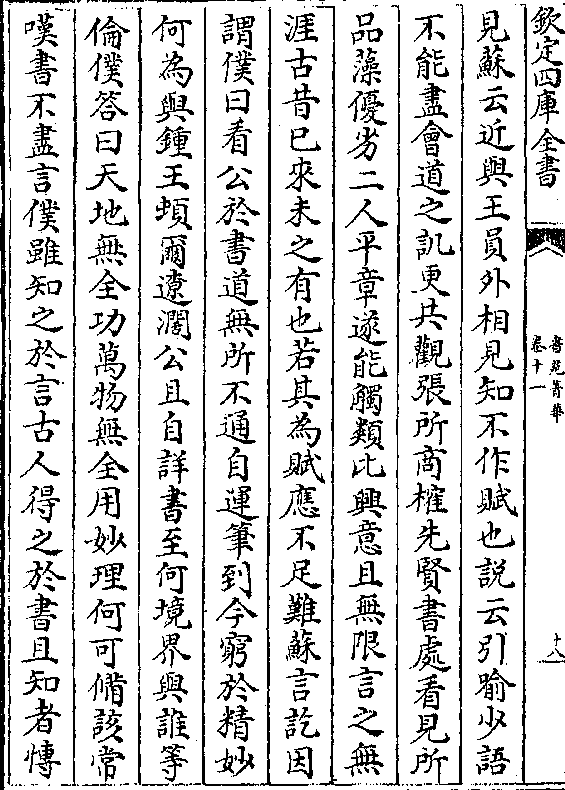 欽定四庫全書
書苑菁華
卷十一
十八
見蘇云近與王員外相見知不作賦也説云引喻少語
不能盡會道之訖更共觀張所商榷先賢書處看見所
品藻優劣二人平章遂能觸類比興意且無限言之無
涯古昔已來未之有也若其為賦應不足難蘇言訖因
謂僕曰看公於書道無所不通自運筆到今窮於精妙
何為與鍾王頓爾遼濶公且自詳書至何境界與誰等
倫僕答曰天地無全功萬物無全用妙理何可備該常
嘆書不盡言僕雖知之於言古人得之於書且知者博